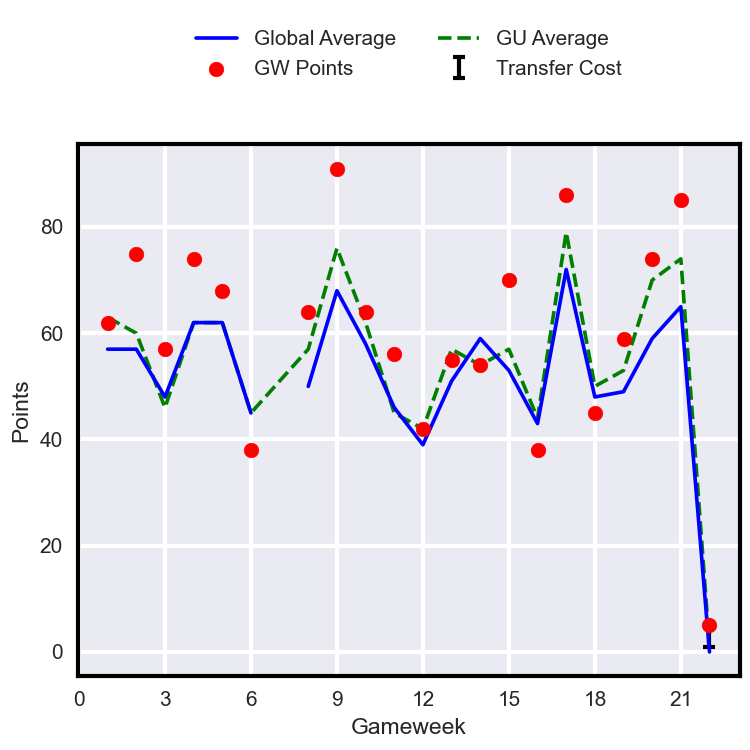 Global Average
GU Average
GW Points
Transfer Cost
80
60
40
20
0
Points
0 3 6 9 12 15 18 21
Gameweek